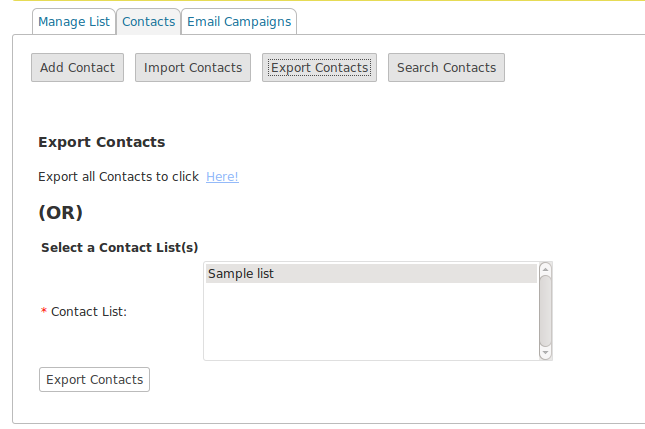 Manage List Contacts Email Campaigns
Add Contact Import Contacts Export Contacts Search Contacts
Export Contacts
Export all Contacts to click Here!
(OR)
Select a Contact List(s)
Sample list
* Contact List:
Export Contacts